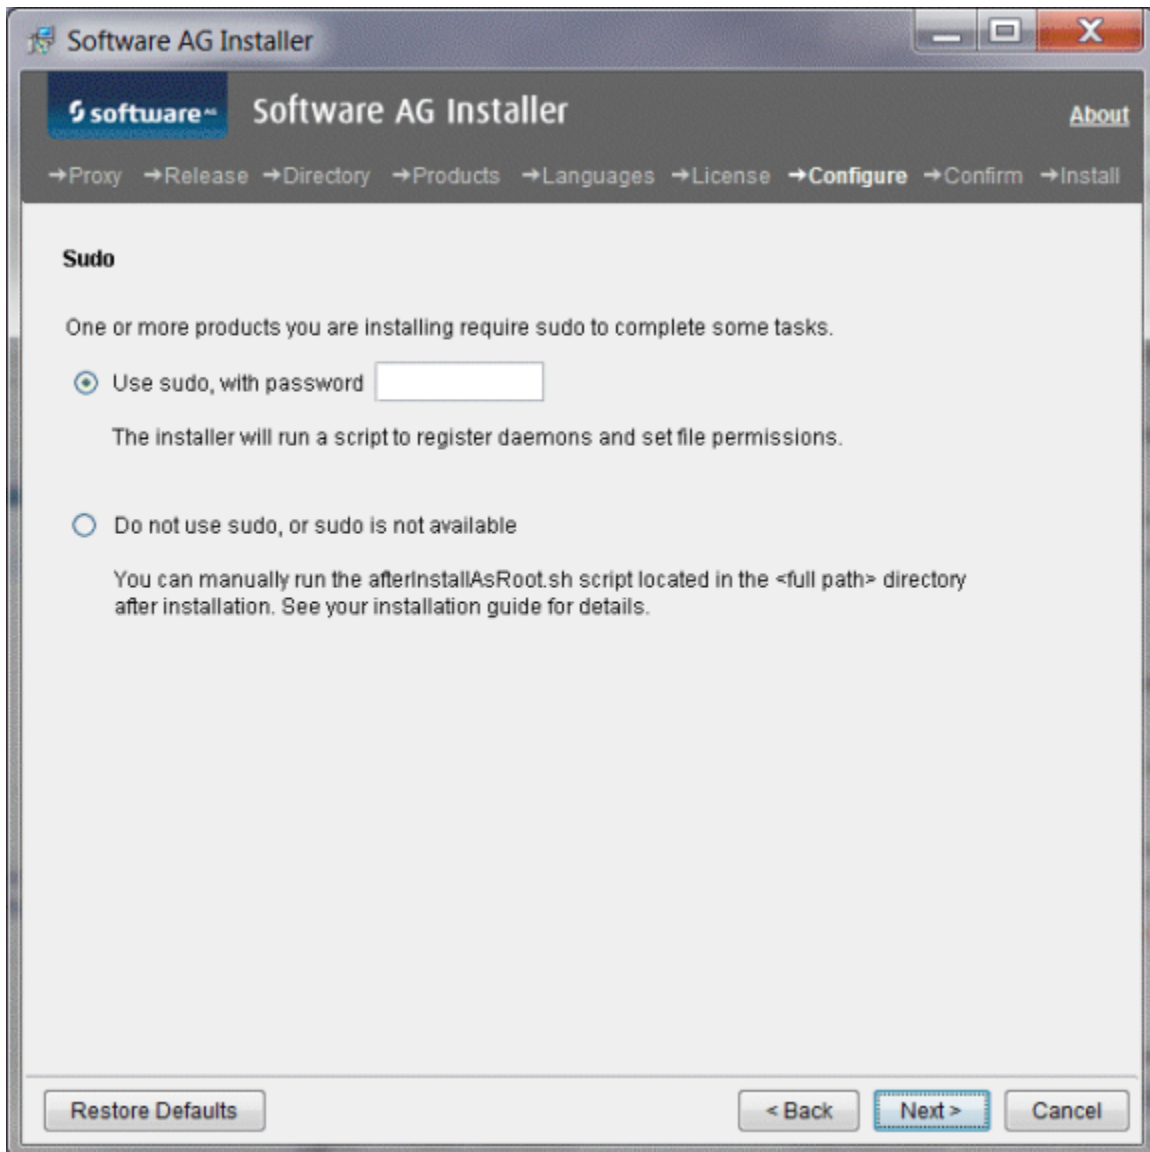 Software AG Installer
software AG Software AG Installer About
→Proxy →Release →Directory →Products →Languages →License →Configure →Confirm →Install
Sudo
One or more products you are installing require sudo to complete some tasks.
Use sudo, with password
The installer will run a script to register daemons and set file permissions.
Do not use sudo, or sudo is not available
You can manually run the afterInstallAsRoot.sh script located in the <full path> directory
after installation. See your installation guide for details.
Restore Defaults < Back Next > Cancel